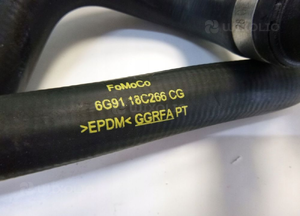 FoMoCo
6G91 18C266 CG
>EPDM< GGRFA PT